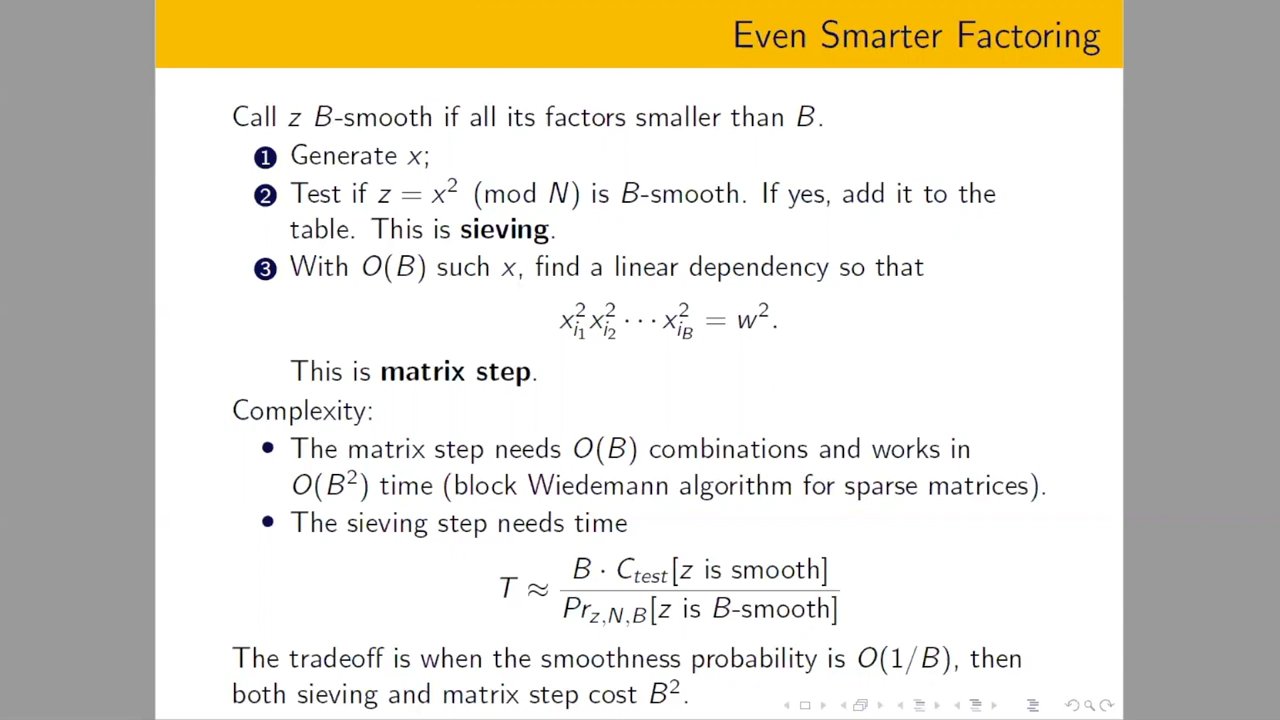 Even Smarter Factoring
Call z B-smooth if all its factors smaller than B.
1 Generate x;
2 Test if z = x² (mod N) is B-smooth. If yes, add it to the
table. This is sieving.
3 With O(B) such x, find a linear dependency so that
x²_{i₁} x²_{i₂} · · · x²_{i_B} = w².
This is matrix step.
Complexity:
• The matrix step needs O(B) combinations and works in
O(B²) time (block Wiedemann algorithm for sparse matrices).
• The sieving step needs time
T ≈ \frac{B · C_{test}[z is smooth]}{Pr_{z,N,B}[z is B-smooth]}
The tradeoff is when the smoothness probability is O(1/B), then
both sieving and matrix step cost B².